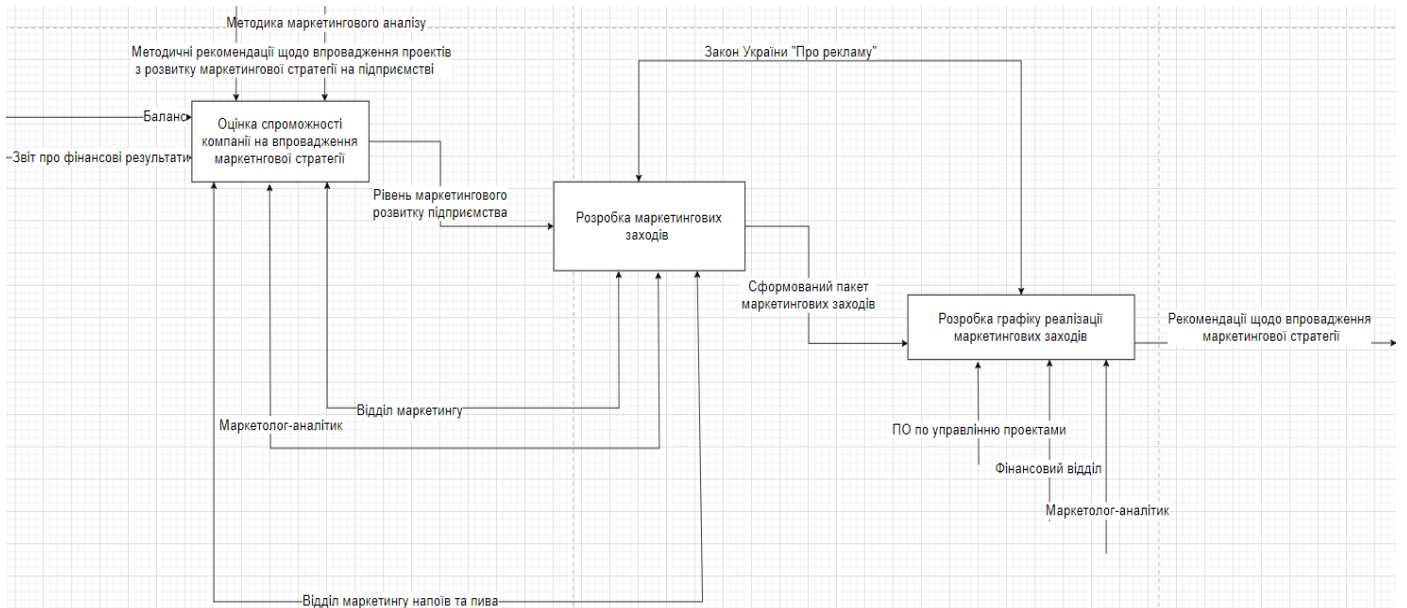 Методика маркетингового аналізу
Методичні рекомендації щодо впровадження проектів
з розвитку маркетингової стратегії на підприємстві
Закон України "Про рекламу"
Баланс
Звіт про фінансові результати
Оцінка спроможності
компанії на впровадження
маркетнгової стратегії
Рівень маркетингового
розвитку підприємства
Розробка маркетингових
заходів
Сформований пакет
маркетингових заходів
Розробка графіку реалізації
маркетингових заходів
Рекомендації щодо впровадження
маркетингової стратегії
Відділ маркетингу
Маркетолог-аналітик
ПО по управлінню проектами
Фінансовий відділ
Маркетолог-аналітик
Відділ маркетингу напоїв та пива